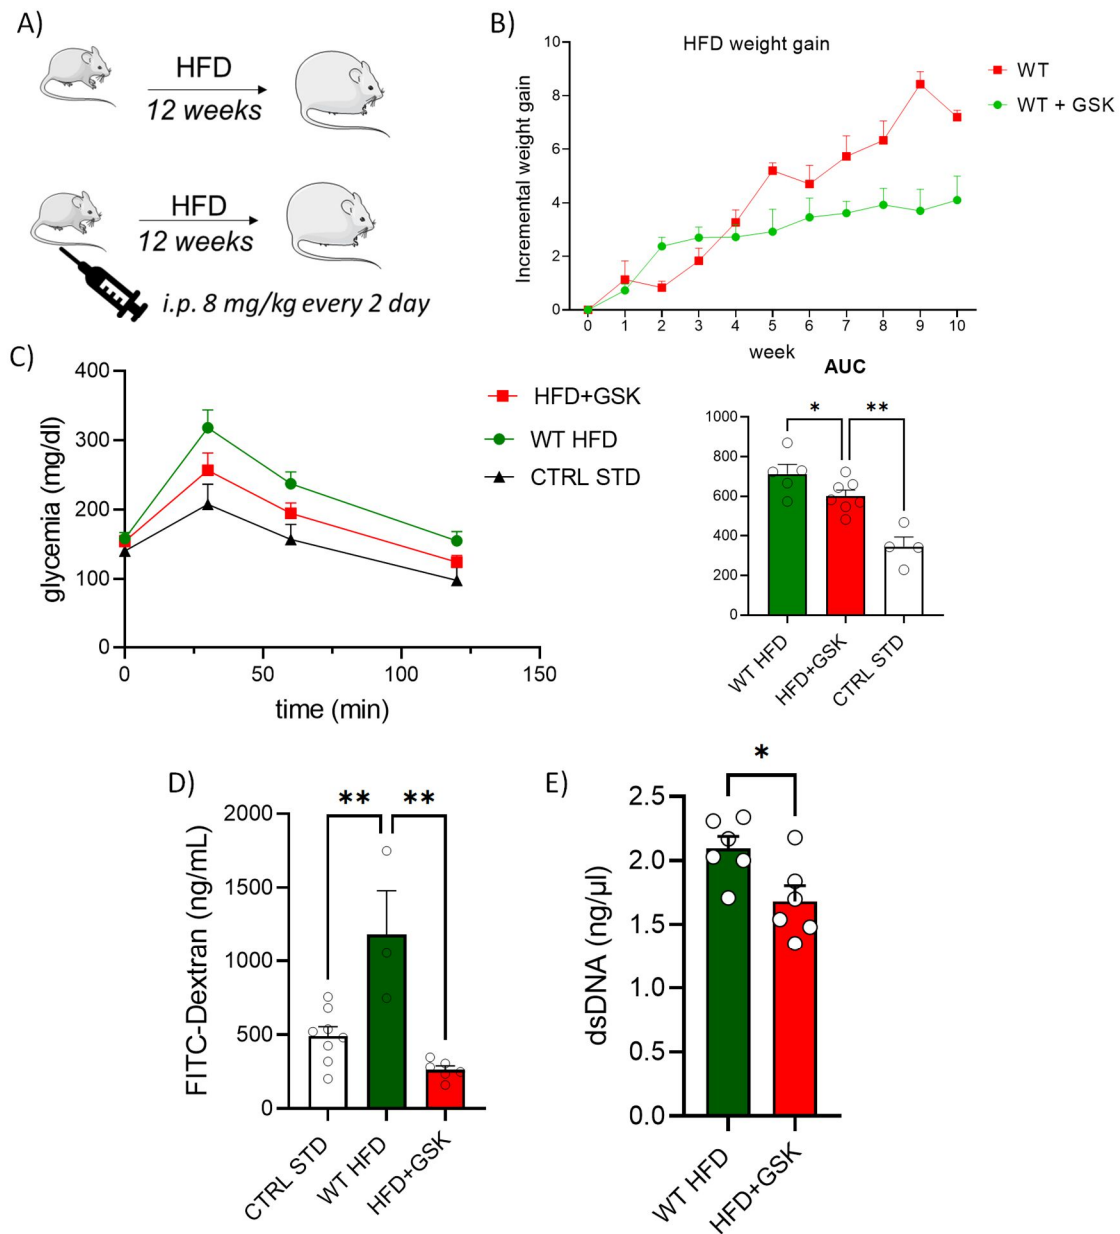 A)
HFD
12 weeks
HFD
12 weeks
i.p. 8 mg/kg every 2 day
B)
HFD weight gain
Incremental weight gain
10
8
6
4
2
0
0 1 2 3 4 5 6 7 8 9 10
week
WT
WT + GSK
C)
glycemia (mg/dl)
400
300
200
100
0
0 50 100 150
time (min)
HFD+GSK
WT HFD
CTRL STD
AUC
* **
1000
800
600
400
200
0
WT HFD
HFD+GSK
CTRL STD
D)
FITC-Dextran (ng/mL)
** **
2000
1500
1000
500
0
CTRL STD
WT HFD
HFD+GSK
E)
dsDNA (ng/µl)
*
2.5
2.0
1.5
1.0
0.5
0.0
WT HFD
HFD+GSK